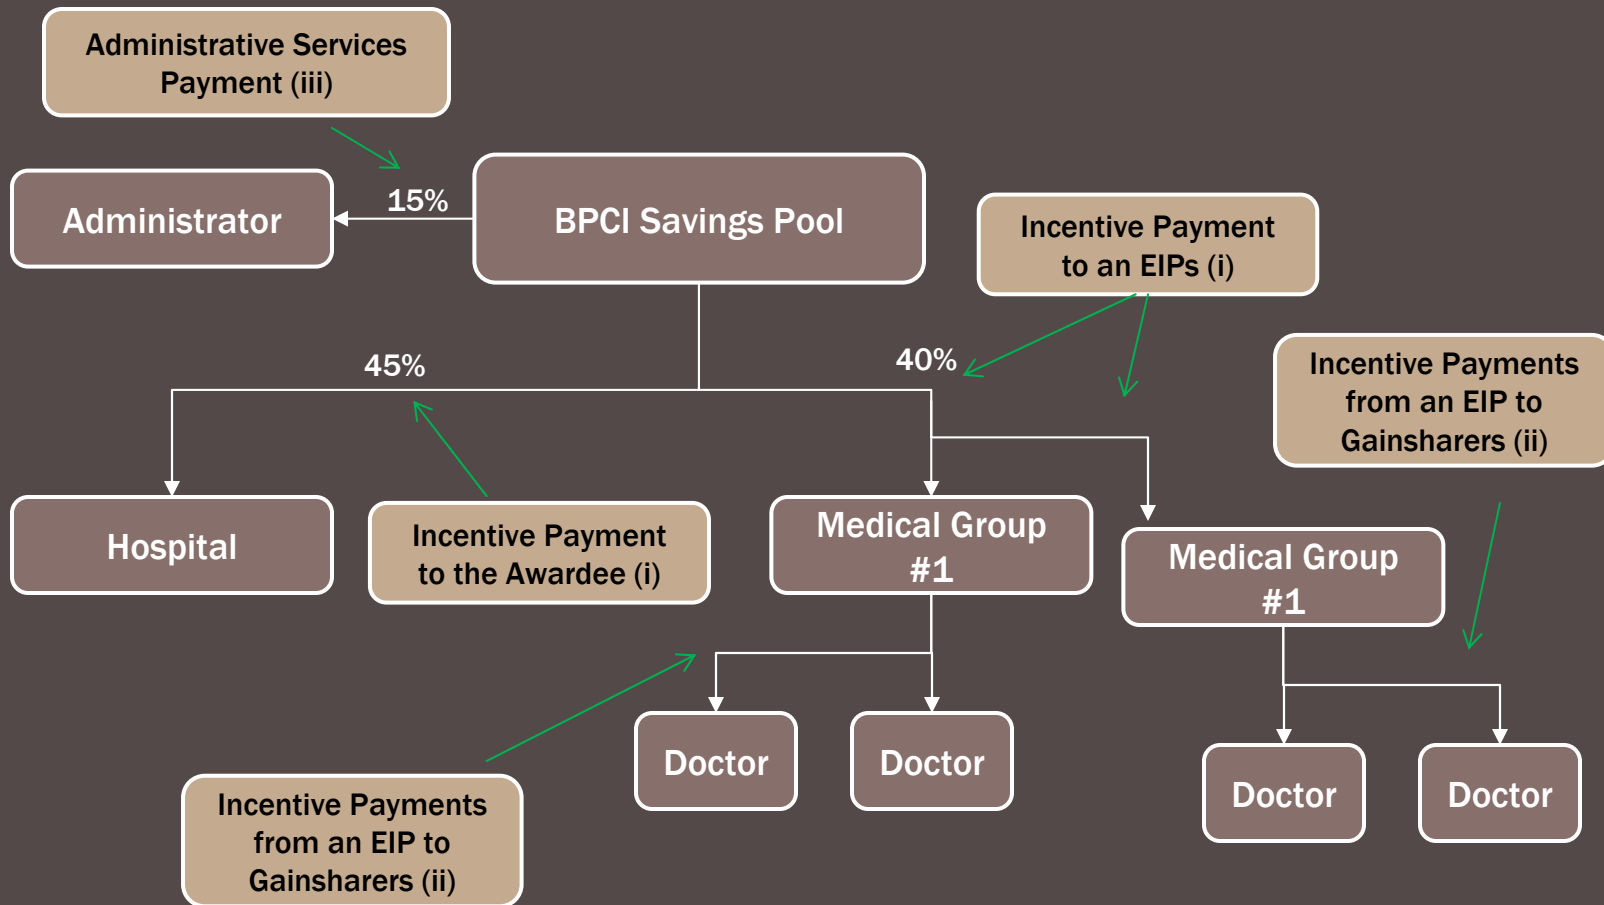 Administrative Services
Payment (iii)
Administrator
15%
BPCI Savings Pool
Incentive Payment
to an EIPs (i)
45%
40%
Incentive Payments
from an EIP to
Gainsharers (ii)
Hospital
Incentive Payment
to the Awardee (i)
Medical Group
#1
Medical Group
#1
Doctor
Doctor
Doctor
Doctor
Incentive Payments
from an EIP to
Gainsharers (ii)